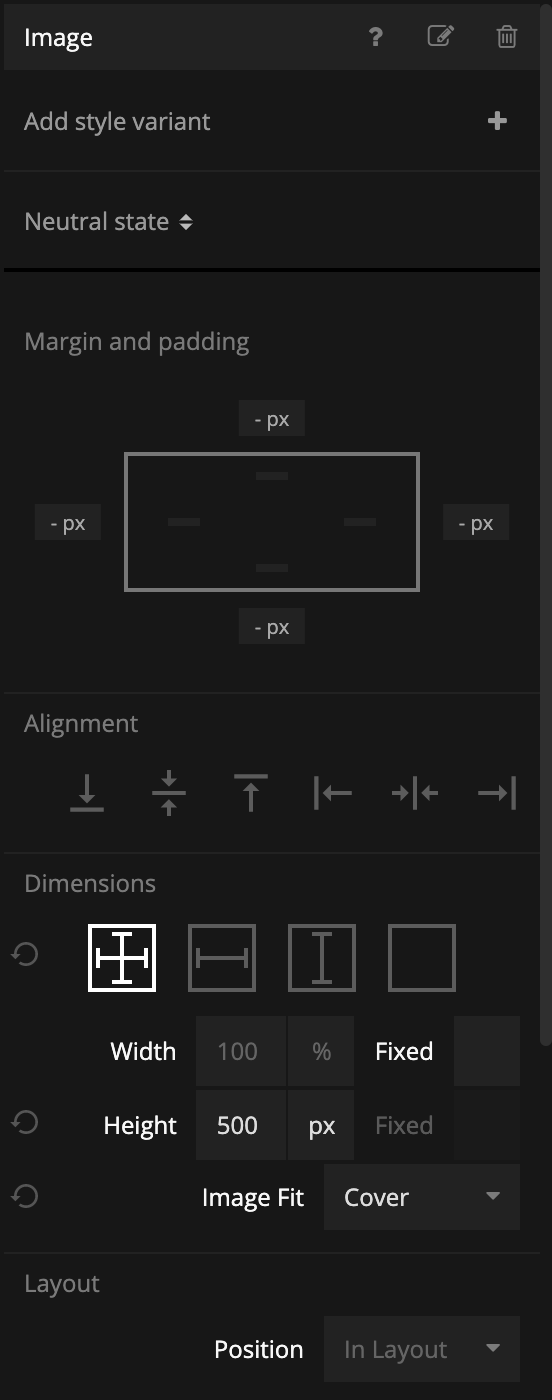 Image ?
Add style variant
Neutral state
Margin and padding
- px
- px - px
- px
Alignment
Dimensions
Width 100 % Fixed
Height 500 px Fixed
Image Fit Cover
Layout
Position In Layout